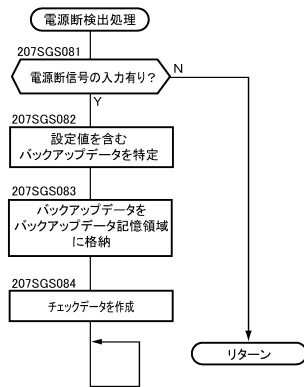 電源断検出処理
207SGS081
電源断信号の入力有り?
N
Y
207SGS082
設定値を含む
バックアップデータを特定
207SGS083
バックアップデータを
バックアップデータ記憶領域
に格納
207SGS084
チェックデータを作成
リターン